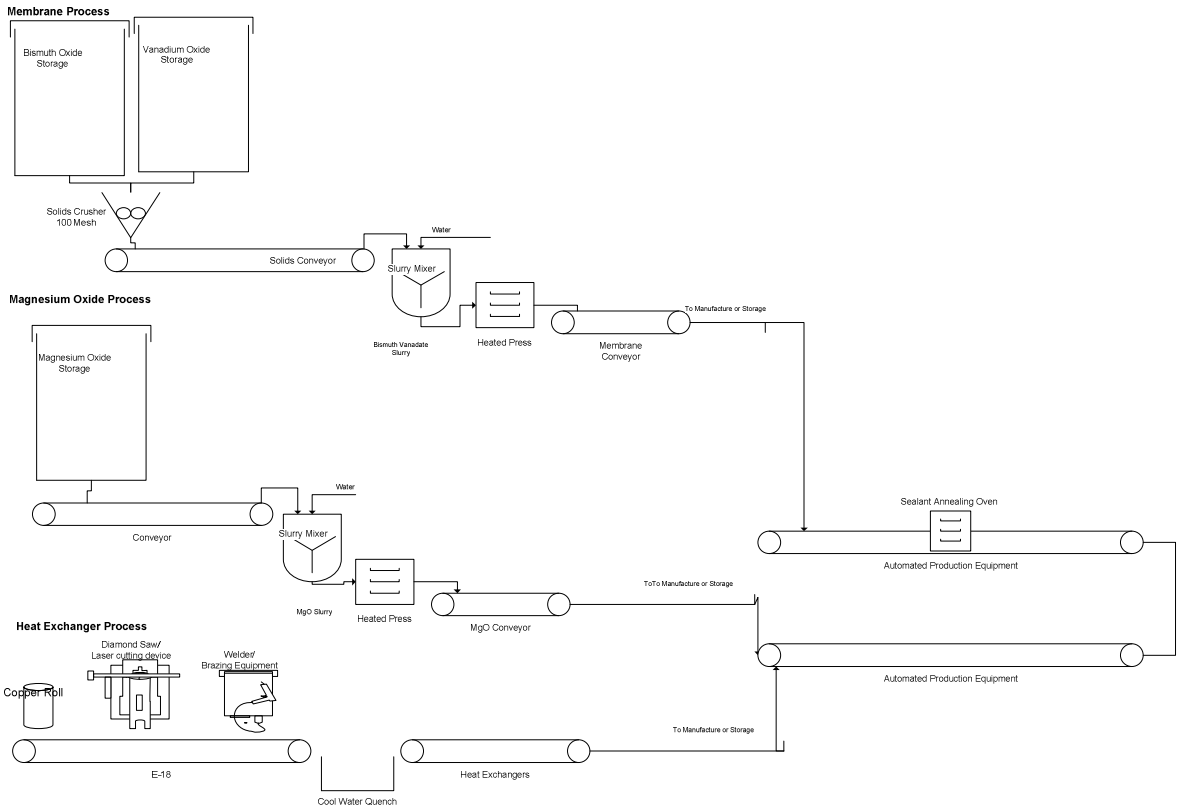 Membrane Process
Bismuth Oxide
Storage
Vanadium Oxide
Storage
Solids Crusher
100 Mesh
Solids Conveyor
Water
Slurry Mixer
Bismuth Vanadate
Slurry
Heated Press
Membrane
Conveyor
To Manufacture or Storage
Magnesium Oxide Process
Magnesium Oxide
Storage
Conveyor
Water
Slurry Mixer
MgO Slurry
Heated Press
MgO Conveyor
ToTo Manufacture or Storage
Sealant Annealing Oven
Automated Production Equipment
Automated Production Equipment
Heat Exchanger Process
Copper Roll
Diamond Saw/
Laser cutting device
Welder/
Brazing Equipment
E-18
Cool Water Quench
Heat Exchangers
To Manufacture or Storage